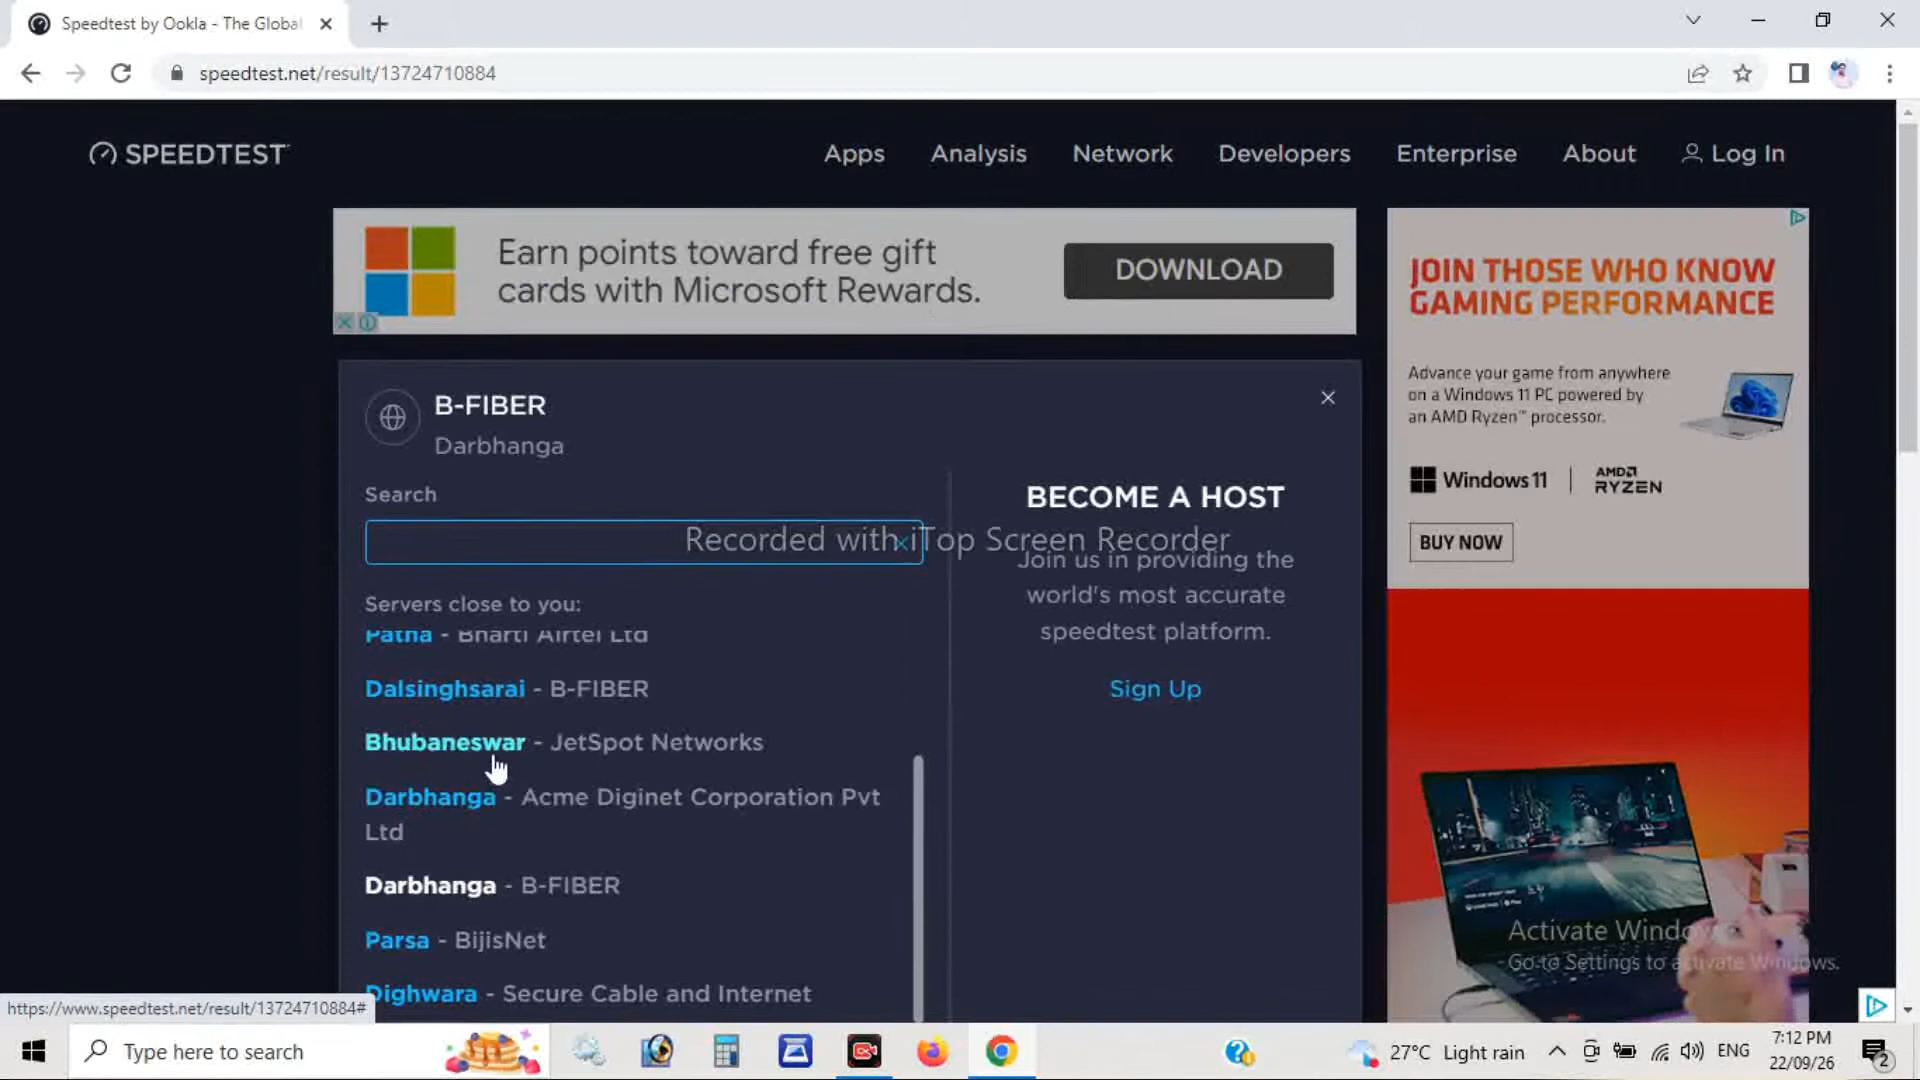 Speedtest by Ookla - The Global
speedtest.net/result/13724710884
SPEEDTEST
Apps
Analysis
Network
Developers
Enterprise
About
Log In
Earn points toward free gift
cards with Microsoft Rewards.
DOWNLOAD
JOIN THOSE WHO KNOW
GAMING PERFORMANCE
Advance your game from anywhere
on a Windows 11 PC powered by
an AMD Ryzen™ processor.
Windows 11
AMD
RYZEN
BUY NOW
B-FIBER
Darbhanga
Search
Recorded with iTop Screen Recorder
Servers close to you:
Patna - Bharti Airtel Ltd
Dalsinghsarai - B-FIBER
Bhubaneswar - JetSpot Networks
Darbhanga - Acme Diginet Corporation Pvt
Ltd
Darbhanga - B-FIBER
Parsa - BijisNet
Dighwara - Secure Cable and Internet
BECOME A HOST
Join us in providing the
world's most accurate
speedtest platform.
Sign Up
Activate Windows
Go to Settings to activate Windows.
https://www.speedtest.net/result/13724710884#
Type here to search
27°C Light rain
ENG
7:12 PM
22/09/26
2